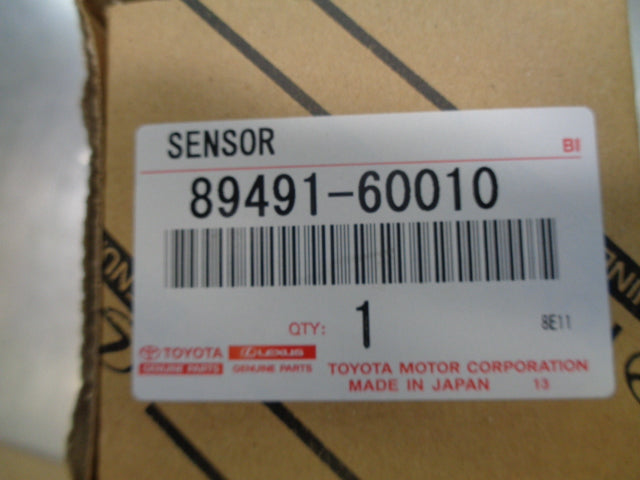 SENSOR
BI
89491-60010
QTY: 1
8E11
TOYOTA LEXUS
GENUINE PARTS GENUINE PARTS
TOYOTA MOTOR CORPORATION
MADE IN JAPAN 13